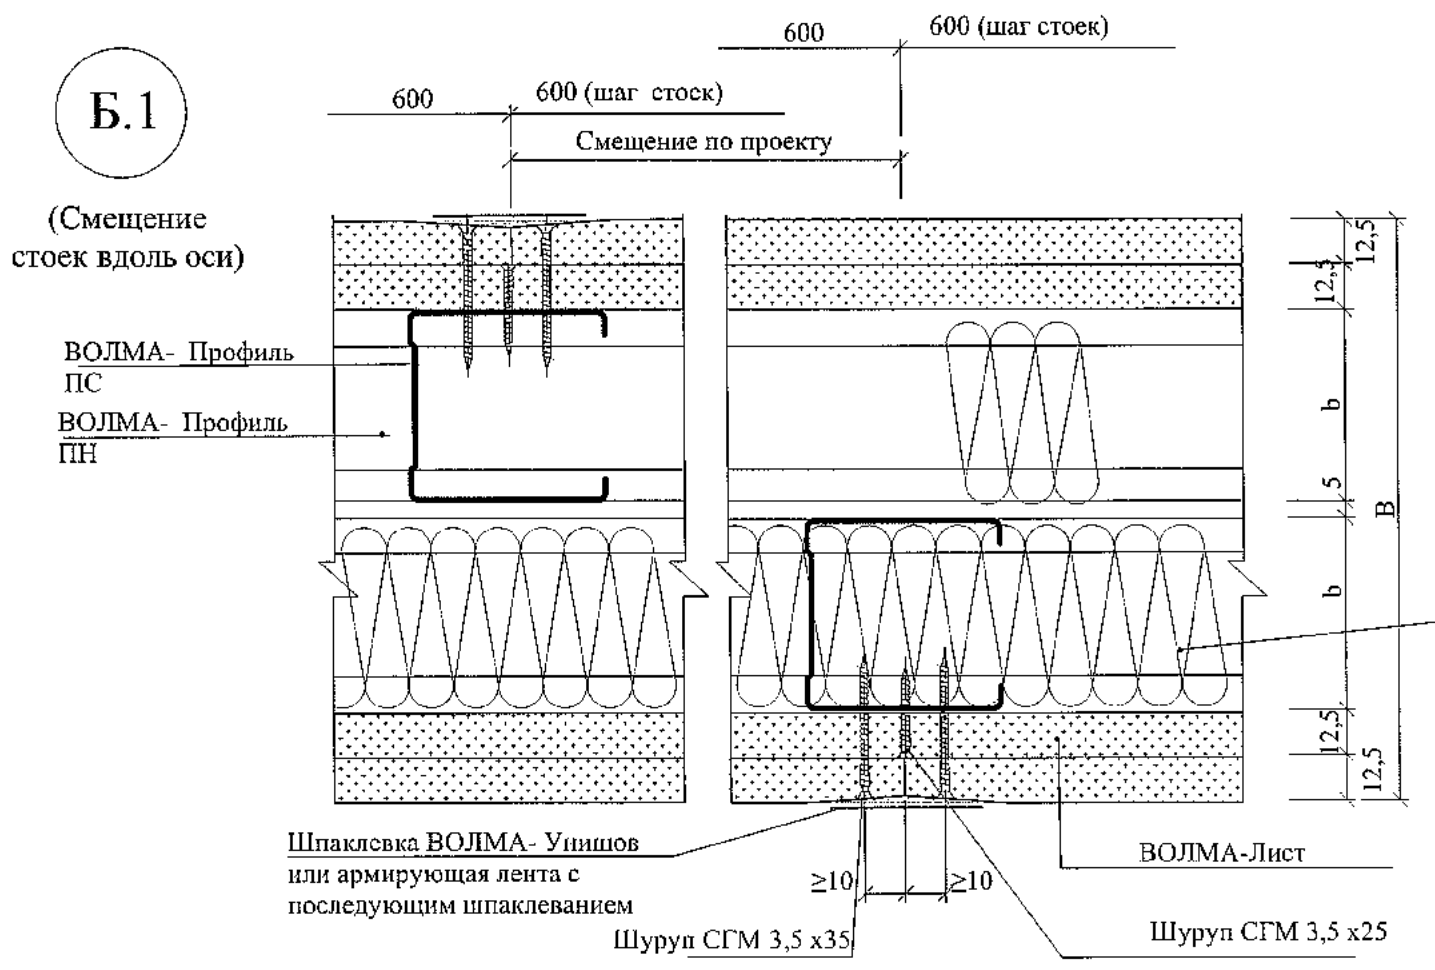 600
600 (шаг стоек)
Б.1
600
600 (шаг стоек)
Смещение по проекту
(Смещение
стоек вдоль оси)
12,5
12,5
ВОЛМА- Профиль
ПС
b
ВОЛМА- Профиль
ПН
5
В
b
12,5
12,5
Шпаклевка ВОЛМА- Унишов
или армирующая лента с
последующим шпаклеванием
ВОЛМА-Лист
≥10
≥10
Шуруп СГМ 3,5 х35
Шуруп СГМ 3,5 х25